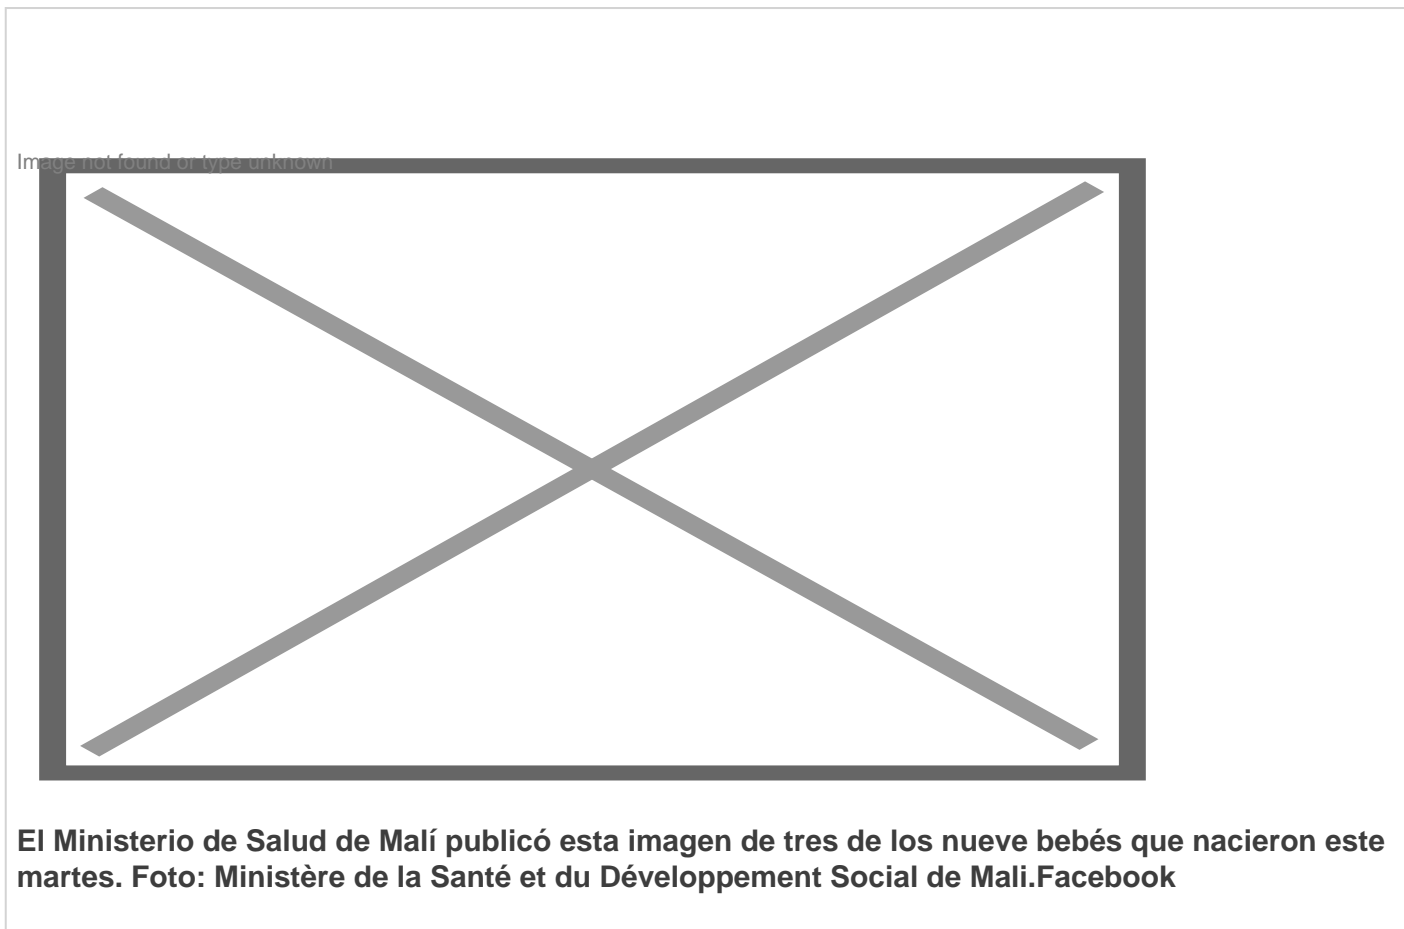 Image not found or type unknown
El Ministerio de Salud de Malí publicó esta imagen de tres de los nueve bebés que nacieron este
martes. Foto: Ministère de la Santé et du Développement Social de Mali.Facebook